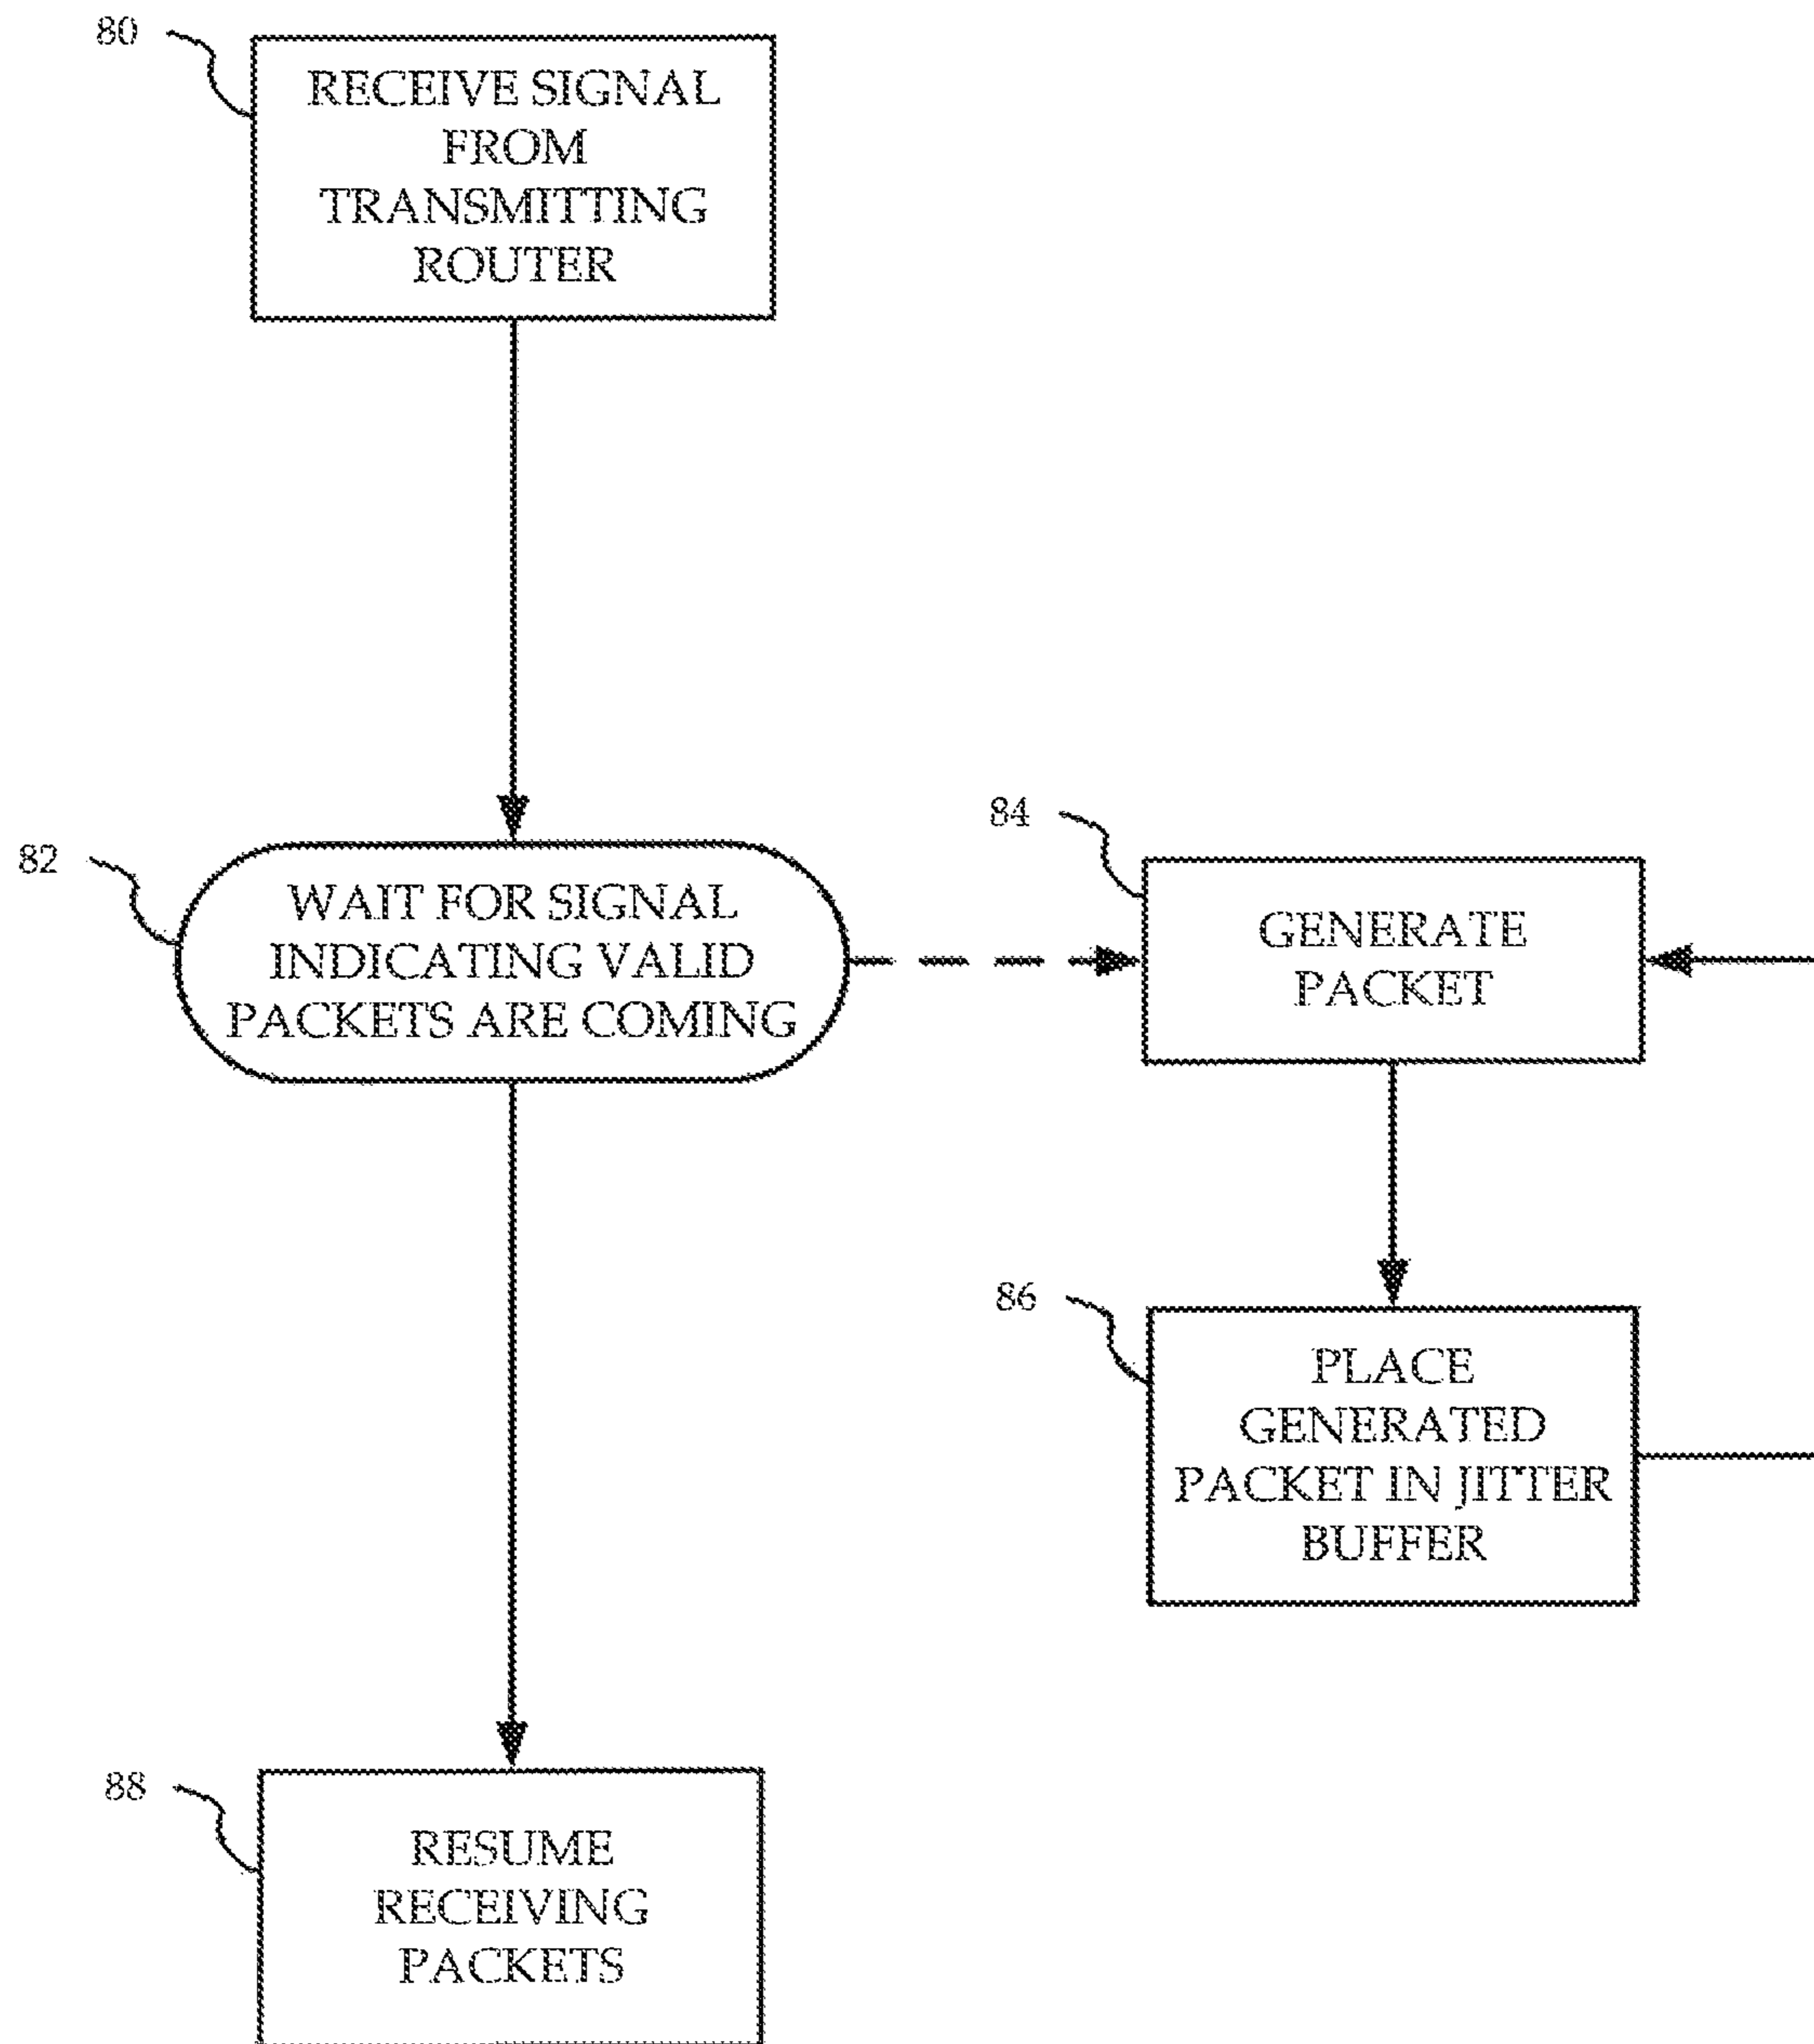 80
RECEIVE SIGNAL
FROM
TRANSMITTING
ROUTER
82
WAIT FOR SIGNAL
INDICATING VALID
PACKETS ARE COMING
84
GENERATE
PACKET
86
PLACE
GENERATED
PACKET IN JITTER
BUFFER
88
RESUME
RECEIVING
PACKETS